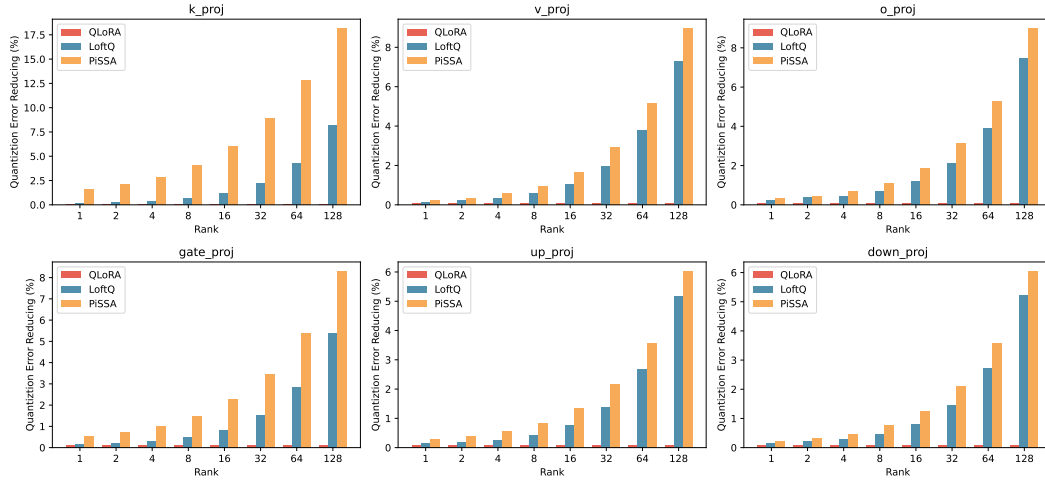 k_proj
Quantiztion Error Reducing (%)
17.5
15.0
12.5
10.0
7.5
5.0
2.5
0.0
QLoRA
LoftQ
PiSSA
1 2 4 8 16 32 64 128
Rank
v_proj
Quantiztion Error Reducing (%)
8
6
4
2
0
QLoRA
LoftQ
PiSSA
1 2 4 8 16 32 64 128
Rank
o_proj
Quantiztion Error Reducing (%)
8
6
4
2
0
QLoRA
LoftQ
PiSSA
1 2 4 8 16 32 64 128
Rank
gate_proj
Quantiztion Error Reducing (%)
8
7
6
5
4
3
2
1
0
QLoRA
LoftQ
PiSSA
1 2 4 8 16 32 64 128
Rank
up_proj
Quantiztion Error Reducing (%)
6
5
4
3
2
1
0
QLoRA
LoftQ
PiSSA
1 2 4 8 16 32 64 128
Rank
down_proj
Quantiztion Error Reducing (%)
6
5
4
3
2
1
0
QLoRA
LoftQ
PiSSA
1 2 4 8 16 32 64 128
Rank